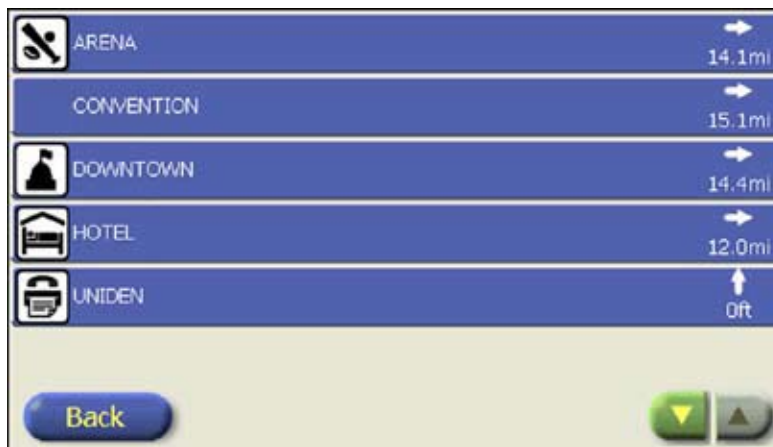 ARENA
14.1mi
CONVENTION
15.1mi
DOWNTOWN
14.4mi
HOTEL
12.0mi
UNIDEN
0ft
Back